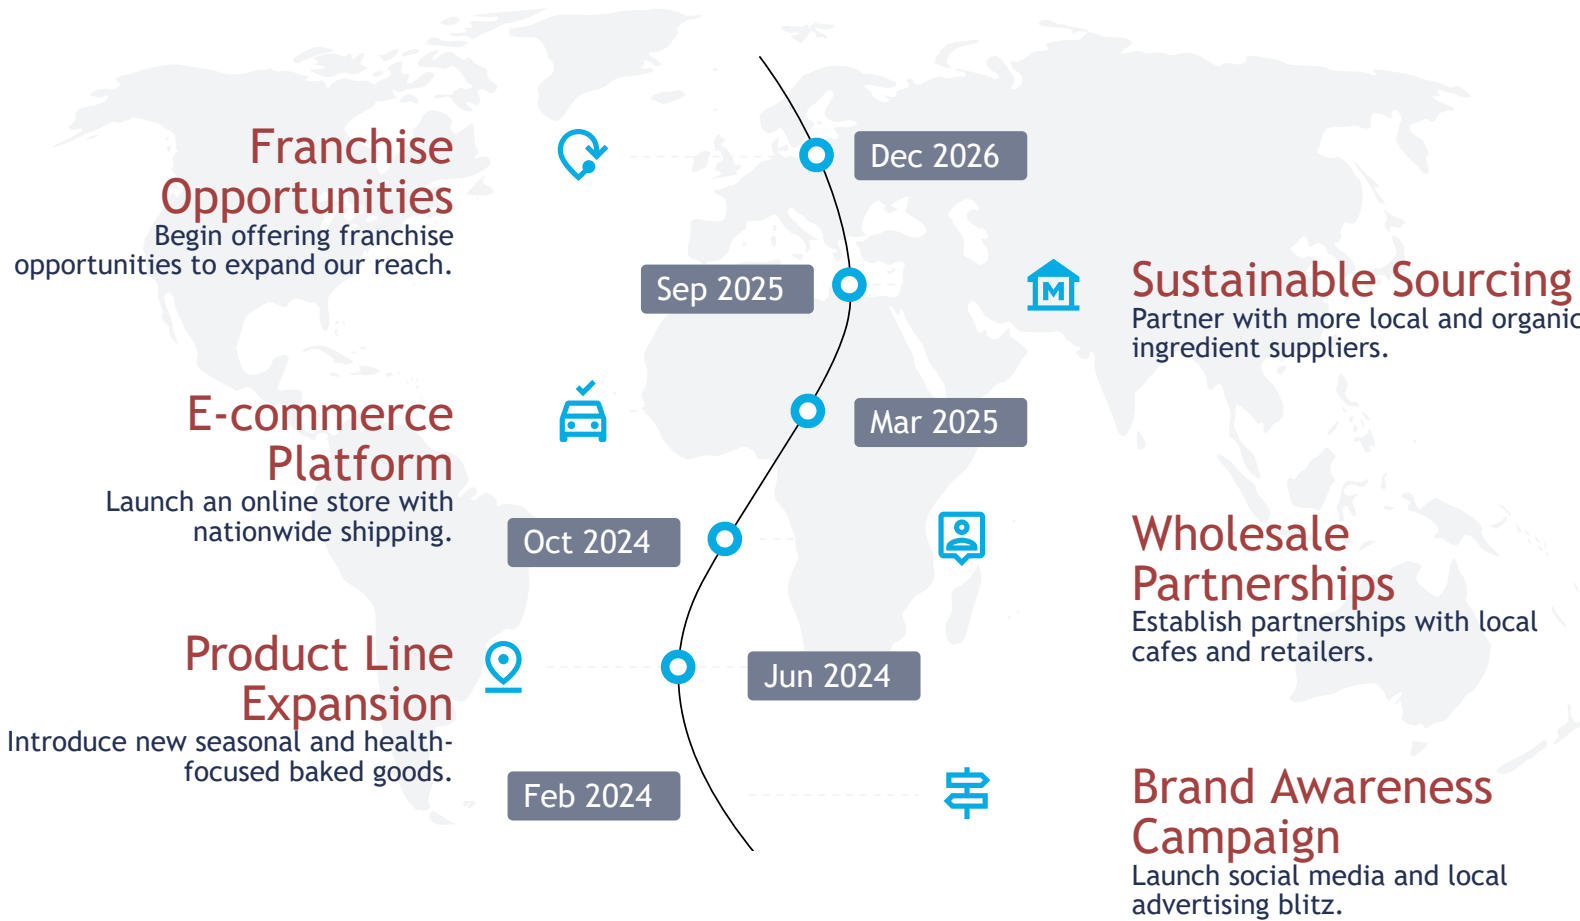 Franchise
Opportunities
Begin offering franchise
opportunities to expand our reach.
Dec 2026
Sep 2025
M
Sustainable Sourcing
Partner with more local and organic
ingredient suppliers.
E-commerce
Platform
Launch an online store with
nationwide shipping.
Mar 2025
Oct 2024
Wholesale
Partnerships
Establish partnerships with local
cafes and retailers.
Product Line
Expansion
Introduce new seasonal and health-
focused baked goods.
Jun 2024
Feb 2024
Brand Awareness
Campaign
Launch social media and local
advertising blitz.